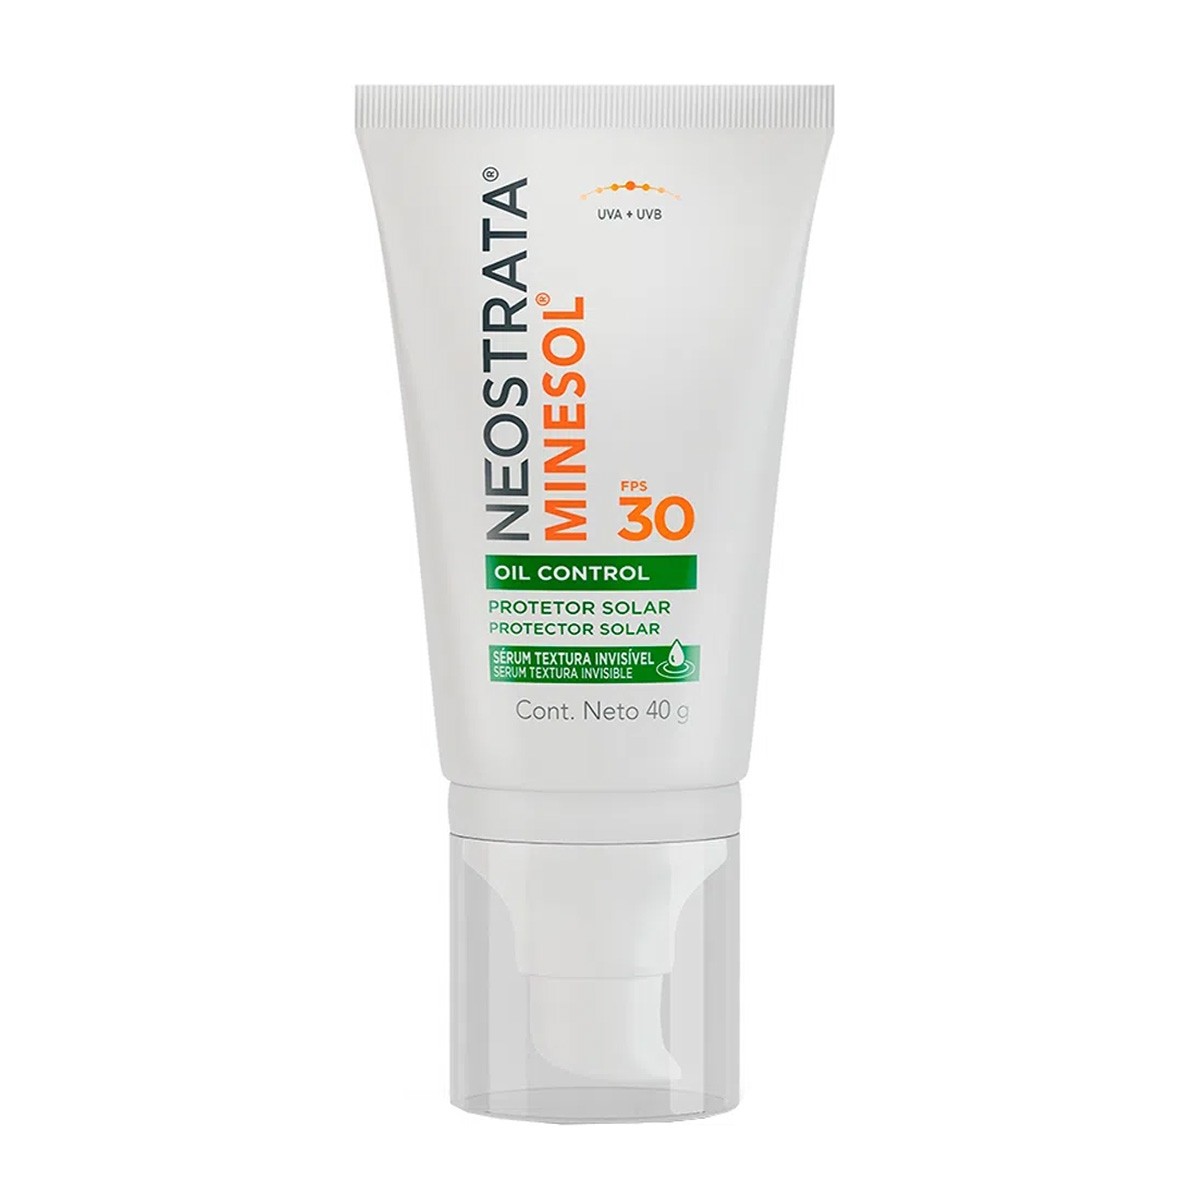 UVA + UVB
NEOSTRATA®
MINESOL®
FPS
30
OIL CONTROL
PROTETOR SOLAR
PROTECTOR SOLAR
SÉRUM TEXTURA INVISÍVEL
SERUM TEXTURA INVISIBLE
Cont. Neto 40 g